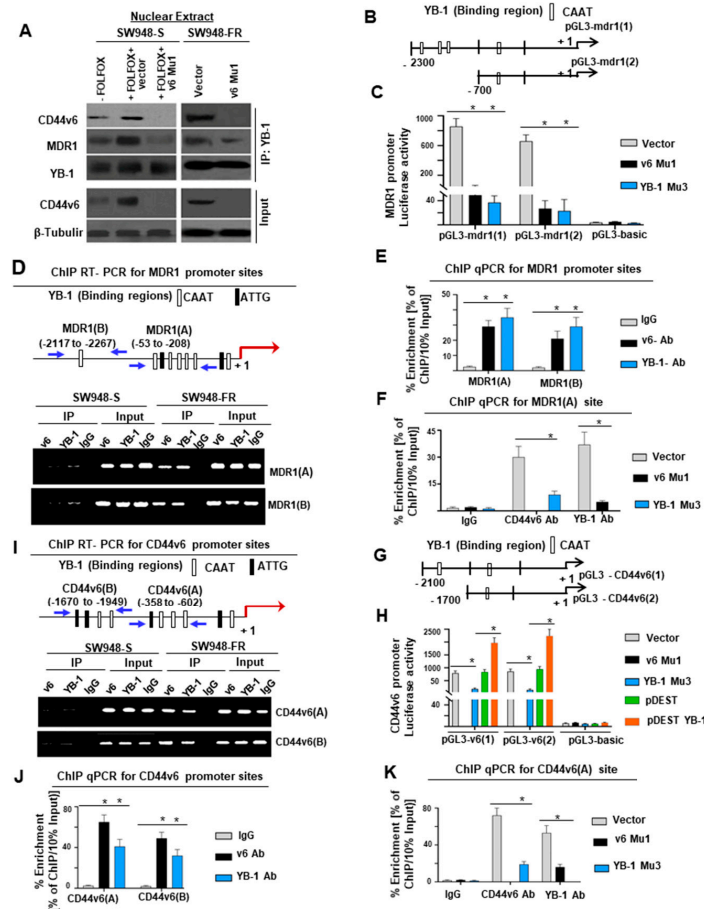 A
Nuclear Extract
SW948-S
SW948-FR
- FOLFOX
+ FOLFOX+ vector
+ FOLFOX+ v6 Mu1
Vector
v6 Mu1
CD44v6
MDR1
YB-1
IP: YB-1
CD44v6
β-Tubulin
Input
B
YB-1 (Binding region) CAAT
pGL3-mdr1(1)
+1
- 2300
pGL3-mdr1(2)
-700
+1
C
MDR1 promoter
Luciferase activity
1000
800
600
40
20
0
* *
* *
pGL3-mdr1(1)
pGL3-mdr1(2)
pGL3-basic
Vector
v6 Mu1
YB-1 Mu3
D
ChIP RT- PCR for MDR1 promoter sites
YB-1 (Binding regions) CAAT ATTG
MDR1(B)
(-2117 to -2267)
MDR1(A)
(-53 to -208)
+ 1
SW948-S
SW948-FR
IP
Input
IP
Input
v6 YB-1 IgG v6 YB-1 IgG v6 YB-1 IgG v6 YB-1 IgG
MDR1(A)
MDR1(B)
E
ChIP qPCR for MDR1 promoter sites
% Enrichment [% of
ChIP/10% Input)]
50
30
10
* *
* *
MDR1(A)
MDR1(B)
IgG
v6- Ab
YB-1- Ab
F
ChIP qPCR for MDR1(A) site
% Enrichment [% of
ChIP/10% Input)]
45
30
15
0
*
*
IgG
CD44v6 Ab
YB-1 Ab
Vector
v6 Mu1
YB-1 Mu3
I
ChIP RT- PCR for CD44v6 promoter sites
YB-1 (Binding regions) CAAT ATTG
CD44v6(B)
(-1670 to -1949)
CD44v6(A)
(-358 to -602)
+ 1
SW948-S
SW948-FR
IP
Input
IP
Input
v6 YB-1 IgG v6 YB-1 IgG v6 YB-1 IgG v6 YB-1 IgG
CD44v6(A)
CD44v6(B)
G
YB-1 (Binding region) CAAT
-2100
+1
pGL3 - CD44v6(1)
- 1700
+1
pGL3 -CD44v6(2)
H
CD44v6 promoter
Luciferase activity
2500
1500
1000
500
40
0
* *
* *
pGL3-v6(1)
pGL3-v6(2)
pGL3-basic
Vector
v6 Mu1
YB-1 Mu3
pDEST
pDEST YB-1
J
ChIP qPCR for CD44v6 promoter sites
% Enrichment
% of ChIP/10% Input)]
80
40
0
* *
* *
CD44v6(A)
CD44v6(B)
IgG
v6 Ab
YB-1 Ab
K
ChIP qPCR for CD44v6(A) site
% Enrichment [% of
ChIP/10% Input)]
80
40
0
*
*
IgG
CD44v6 Ab
YB-1 Ab
Vector
v6 Mu1
YB-1 Mu3